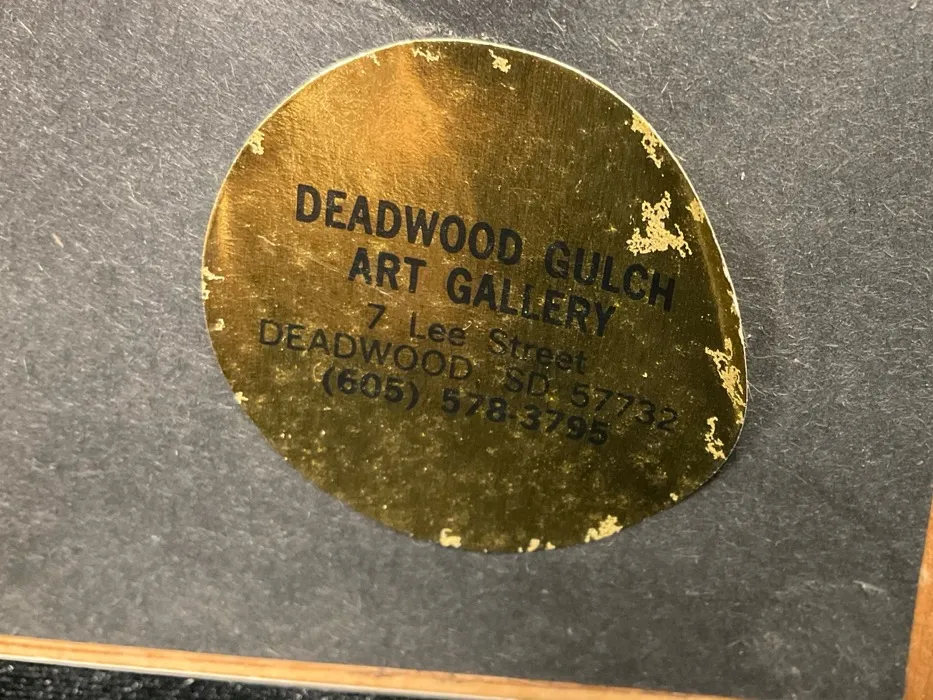 DEADWOOD GULCH
ART GALLERY
7 Lee Street
DEADWOOD, SD 57732
(605) 578-3795